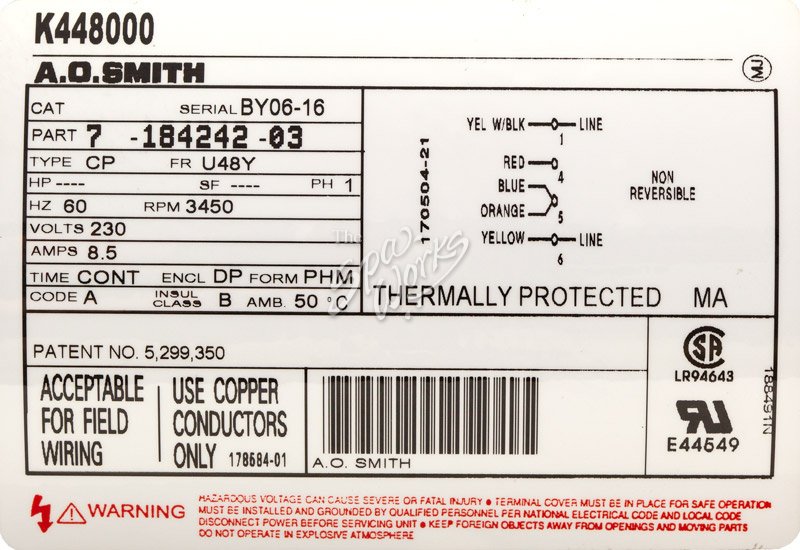 K448000
A.O.SMITH
MJ
CAT SERIAL BY06-16
PART 7 -184242 -03
TYPE CP FR U48Y
HP ---- SF ---- PH 1
HZ 60 RPM 3450
VOLTS 230
AMPS 8.5
TIME CONT ENCL DP FORM PHM
CODE A INSUL CLASS B AMB. 50 °C
170504-21
YEL W/BLK LINE
1
RED
4
BLUE
ORANGE
5
YELLOW LINE
6
NON
REVERSIBLE
THERMALLY PROTECTED MA
The Spa Works
PATENT NO. 5,299,350
ACCEPTABLE
FOR FIELD
WIRING
USE COPPER
CONDUCTORS
ONLY 178684-01
A.O. SMITH
SA
LR94643
UR
E44549
188491N
WARNING
HAZARDOUS VOLTAGE CAN CAUSE SEVERE OR FATAL INJURY ● TERMINAL COVER MUST BE IN PLACE FOR SAFE OPERATION
MUST BE INSTALLED AND GROUNDED BY QUALIFIED PERSONNEL PER NATIONAL ELECTRICAL CODE AND LOCAL CODE
DISCONNECT POWER BEFORE SERVICING UNIT ● KEEP FOREIGN OBJECTS AWAY FROM OPENINGS AND MOVING PARTS
DO NOT OPERATE IN EXPLOSIVE ATMOSPHERE